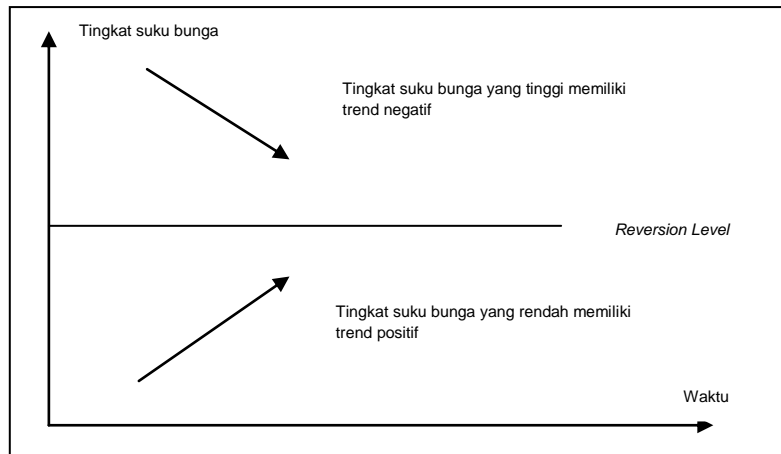 Tingkat suku bunga
Tingkat suku bunga yang tinggi memiliki
trend negatif
Reversion Level
Tingkat suku bunga yang rendah memiliki
trend positif
Waktu